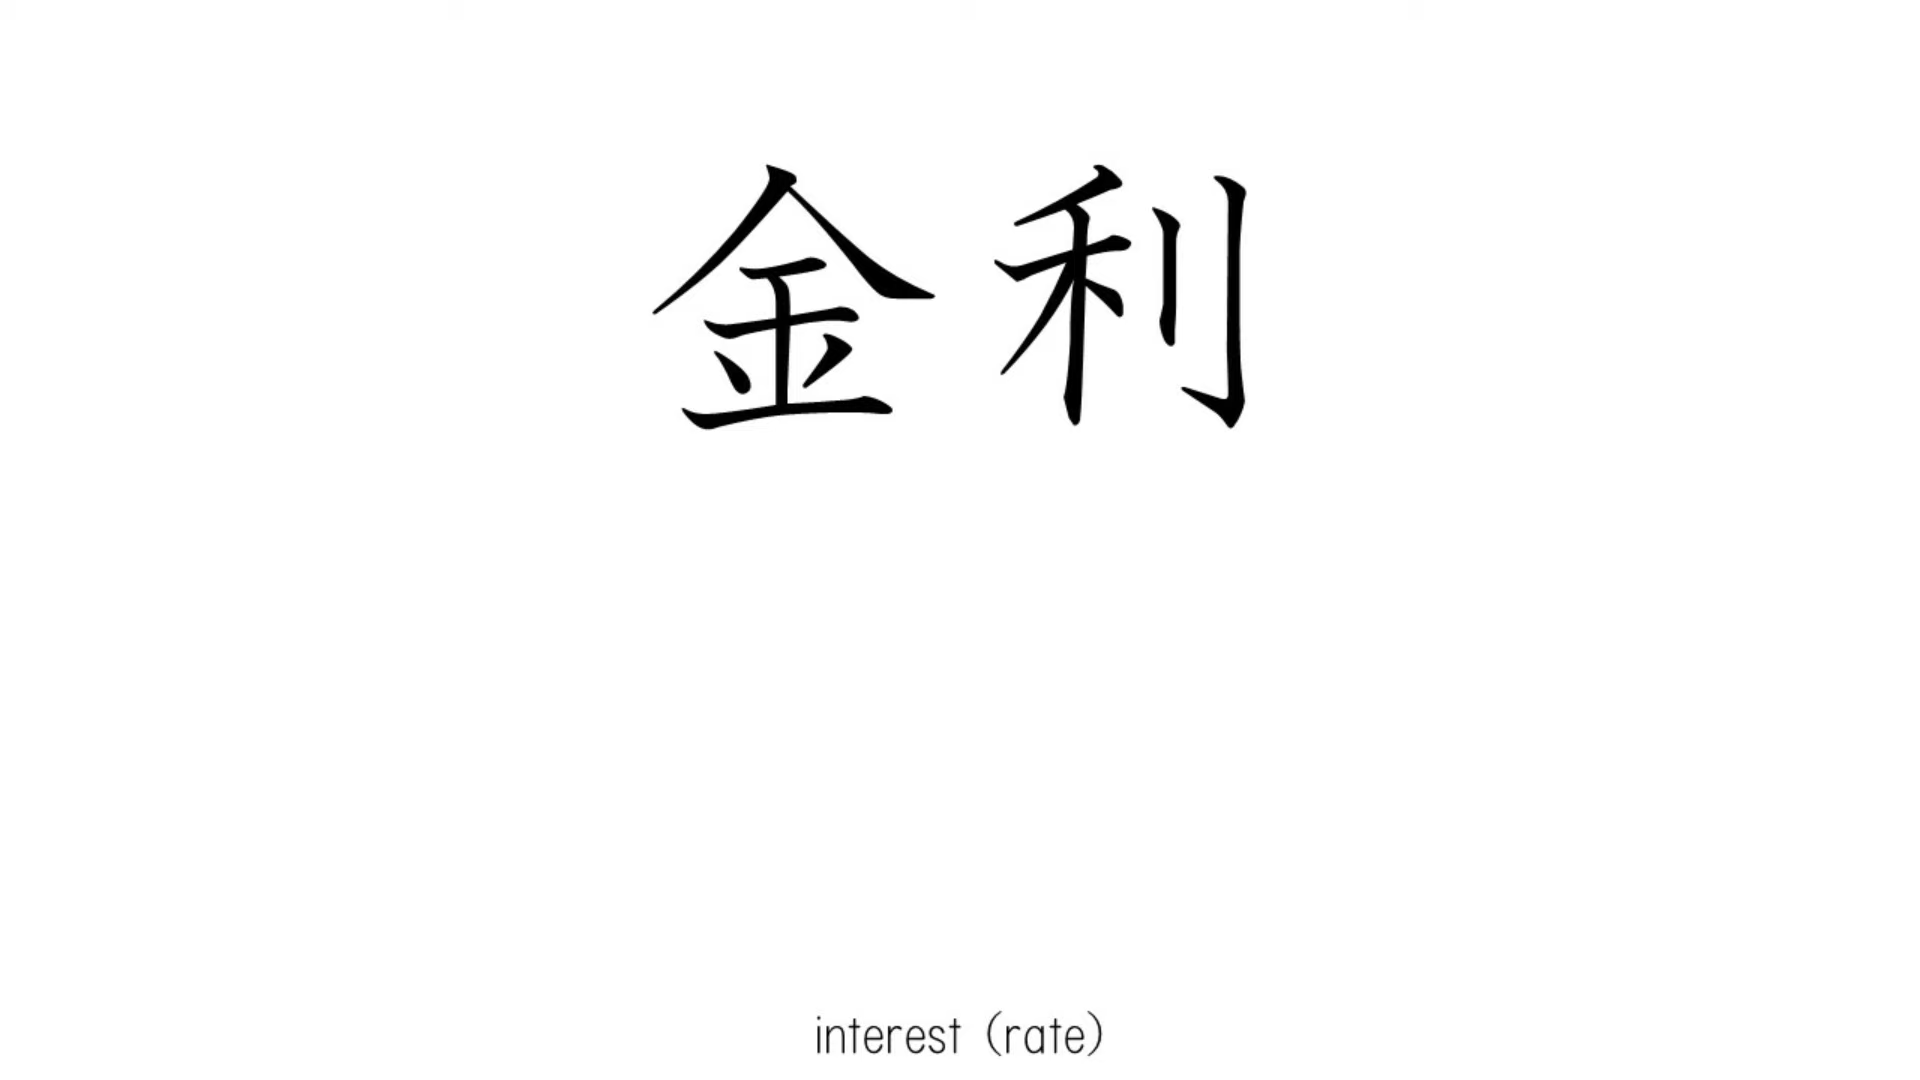 金利
interest (rate)